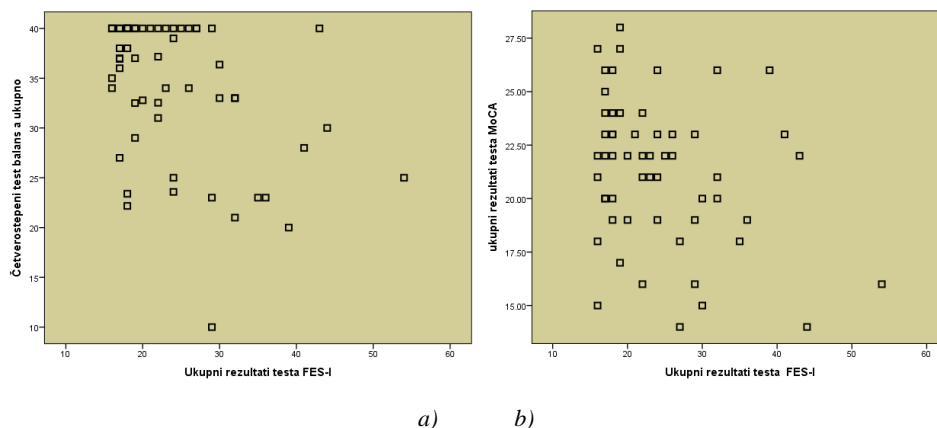 40
35
30
25
20
15
10
10 20 30 40 50 60
Četverostepeni test balans a ukupno
Ukupni rezultati testa FES-I
27.50
25.00
22.50
20.00
17.50
15.00
10 20 30 40 50 60
ukupni rezultati testa MoCA
Ukupni rezultati testa FES-I
a) b)